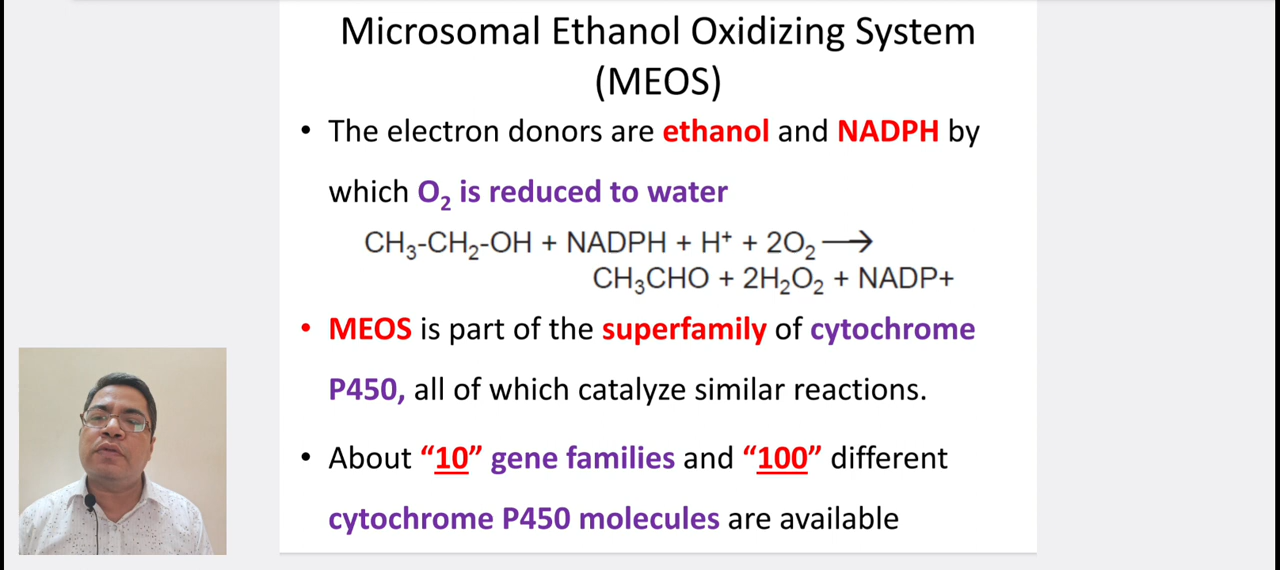 Microsomal Ethanol Oxidizing System
(MEOS)
• The electron donors are ethanol and NADPH by
which O₂ is reduced to water
CH₃-CH₂-OH + NADPH + H⁺ + 2O₂ ⟶
CH₃CHO + 2H₂O₂ + NADP+
• MEOS is part of the superfamily of cytochrome
P450, all of which catalyze similar reactions.
• About “10” gene families and “100” different
cytochrome P450 molecules are available